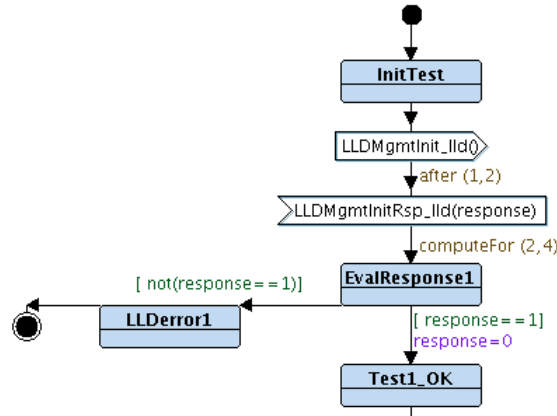 InitTest
LLDMgmtInit_lld()
after (1,2)
LLDMgmtInitRsp_lld(response)
computeFor (2,4)
EvalResponse1
[ not(response==1)]
LLDerror1
[ response==1]
response=0
Test1_OK